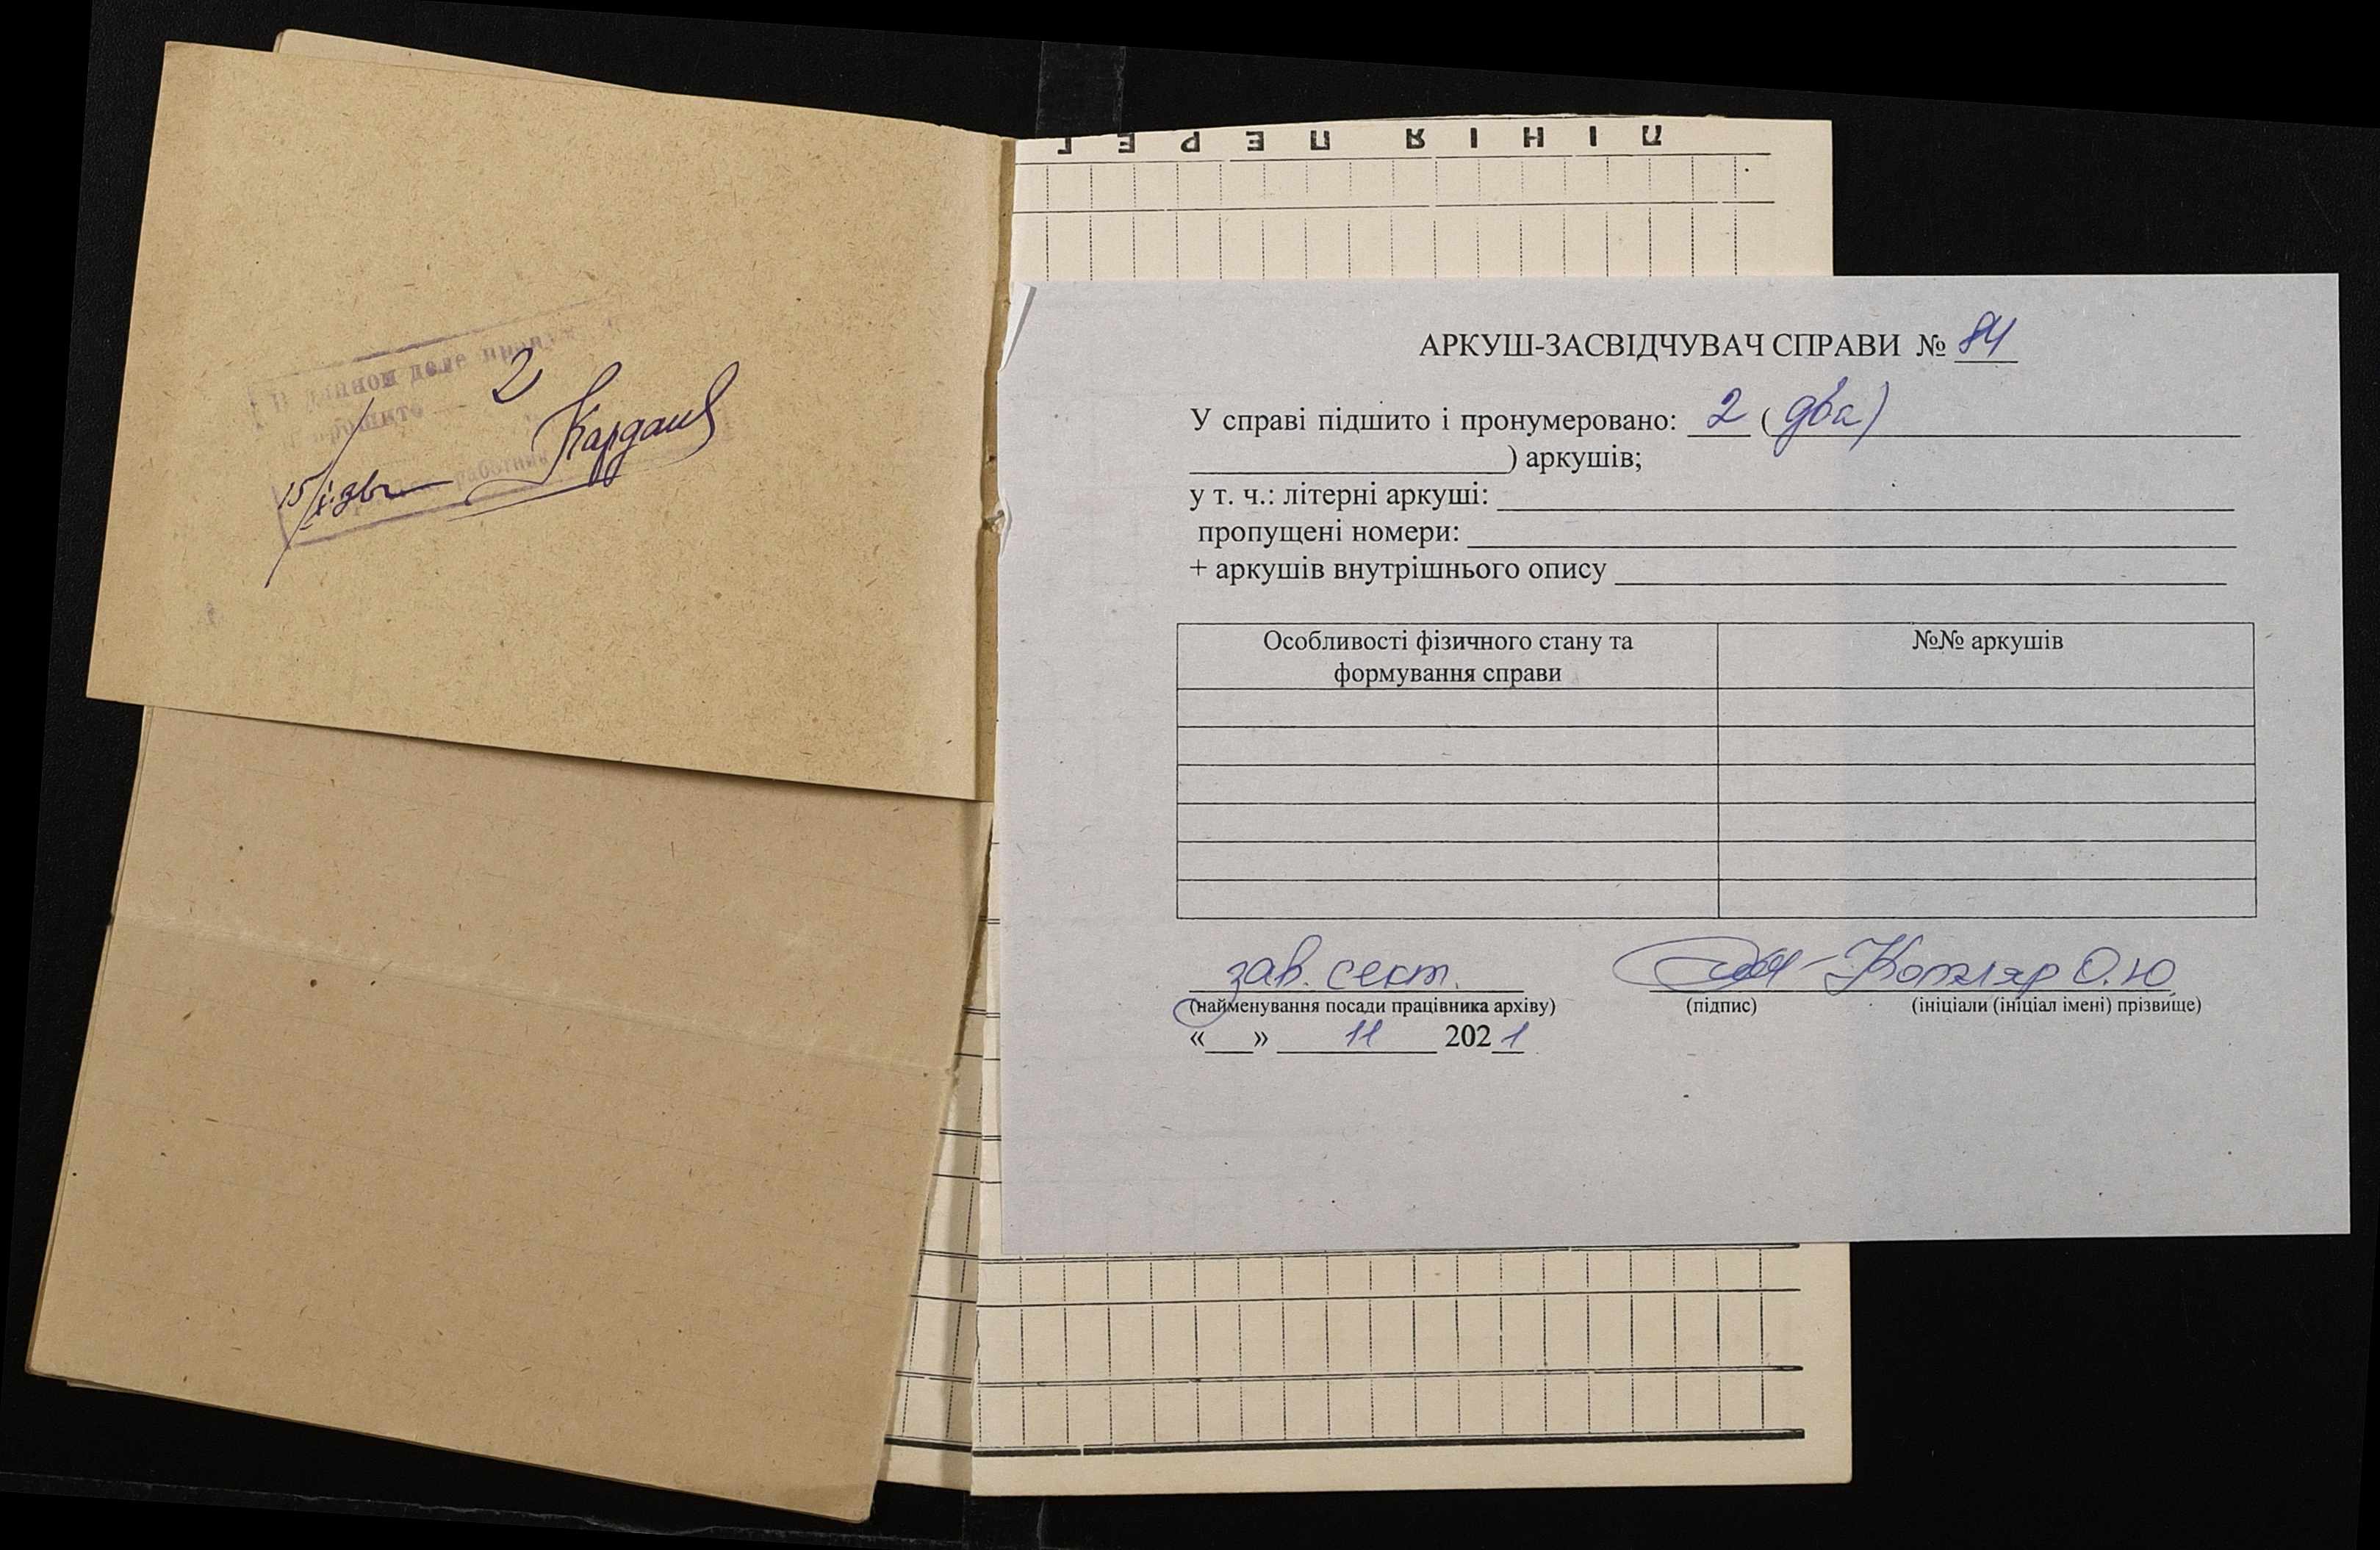 В данном деле
2
АРКУШ-ЗАСВІДЧУВАЧ СПРАВИ № 84
У справі підшито і пронумеровано: 2 (два)
) аркушів;
у т. ч.: літерні аркуші:
пропущені номери:
+ аркушів внутрішнього опису
Особливості фізичного стану та формування справи
№№ аркушів
зав. сект.
Котляр О.Ю
(найменування посади працівника архіву) (підпис) (ініціали (ініціал імені) прізвище)
« » 11 2021
ЛІНІЯ ПЕРЕГ